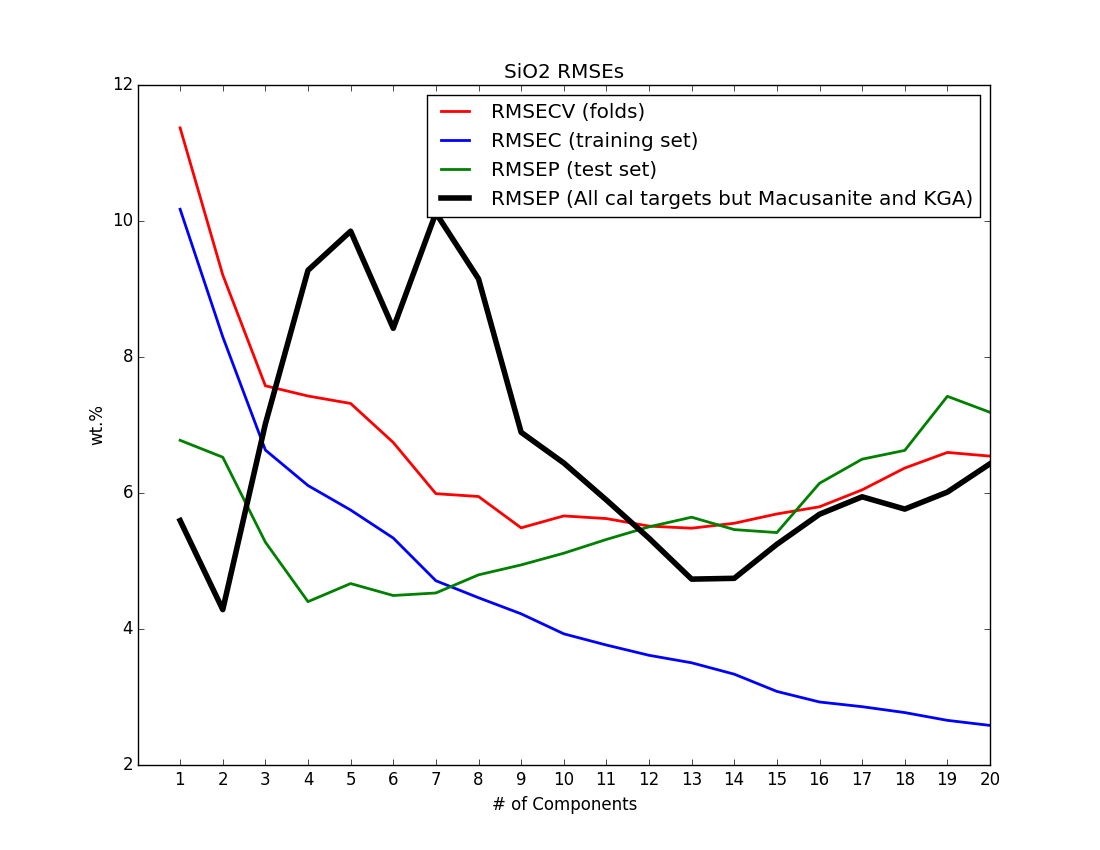 SiO2 RMSEs
12
10
8
6
4
2
wt.%
RMSECV (folds)
RMSEC (training set)
RMSEP (test set)
RMSEP (All cal targets but Macusanite and KGA)
1 2 3 4 5 6 7 8 9 10 11 12 13 14 15 16 17 18 19 20
# of Components